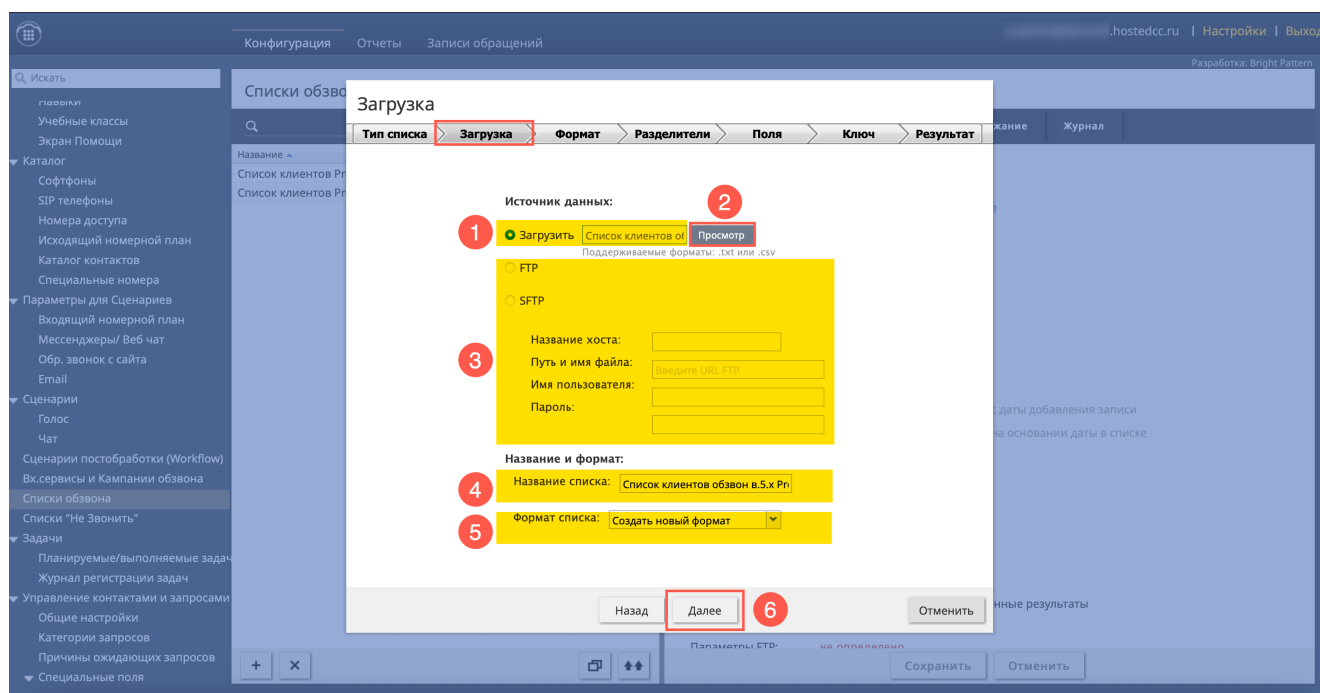 .hostedcc.ru | Настройки | Выход
Конфигурация Отчеты Записи обращений
Разработка: Bright Pattern
Искать
Навыки
Учебные классы
Экран Помощи
Каталог
Софтфоны
SIP телефоны
Номера доступа
Исходящий номерной план
Каталог контактов
Специальные номера
Параметры для Сценариев
Входящий номерной план
Мессенджеры/ Веб чат
Обр. звонок с сайта
Email
Сценарии
Голос
Чат
Сценарии постобработки (Workflow)
Вх.сервисы и Кампании обзвона
Списки обзвона
Списки "Не Звонить"
Задачи
Планируемые/выполняемые задач
Журнал регистрации задач
Управление контактами и запросами
Общие настройки
Категории запросов
Причины ожидающих запросов
Специальные поля
Списки обзво
Название
Список клиентов Pr
Список клиентов Pr
Загрузка
Тип списка Загрузка Формат Разделители Поля Ключ Результат
Источник данных:
2
1 Загрузить Список клиентов об Просмотр
Поддерживаемые форматы: .txt или .csv
FTP
SFTP
Название хоста:
3 Путь и имя файла: Введите URL FTP
Имя пользователя:
Пароль:
Название и формат:
4 Название списка: Список клиентов обзвон в.5.x Pr
5 Формат списка: Создать новый формат
Назад Далее 6 Отменить
жание Журнал
с даты добавления записи
на основании даты в списке
нные результаты
Параметры FTP: не определено
Сохранить Отменить